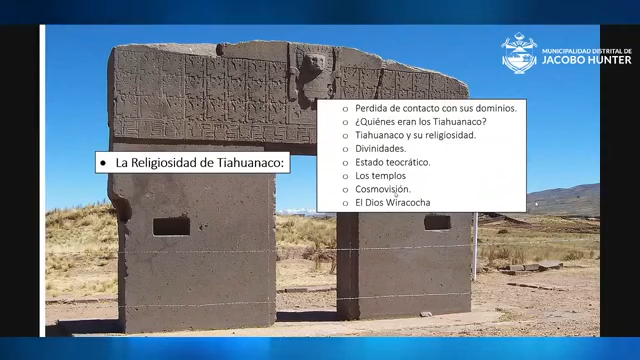 MUNICIPALIDAD DISTRITAL DE
JACOBO HUNTER
• La Religiosidad de Tiahuanaco:
o Perdida de contacto con sus dominios.
o ¿Quiénes eran los Tiahuanaco?
o Tiahuanaco y su religiosidad.
o Divinidades.
o Estado teocrático.
o Los templos
o Cosmovisión.
o El Dios Wiracocha